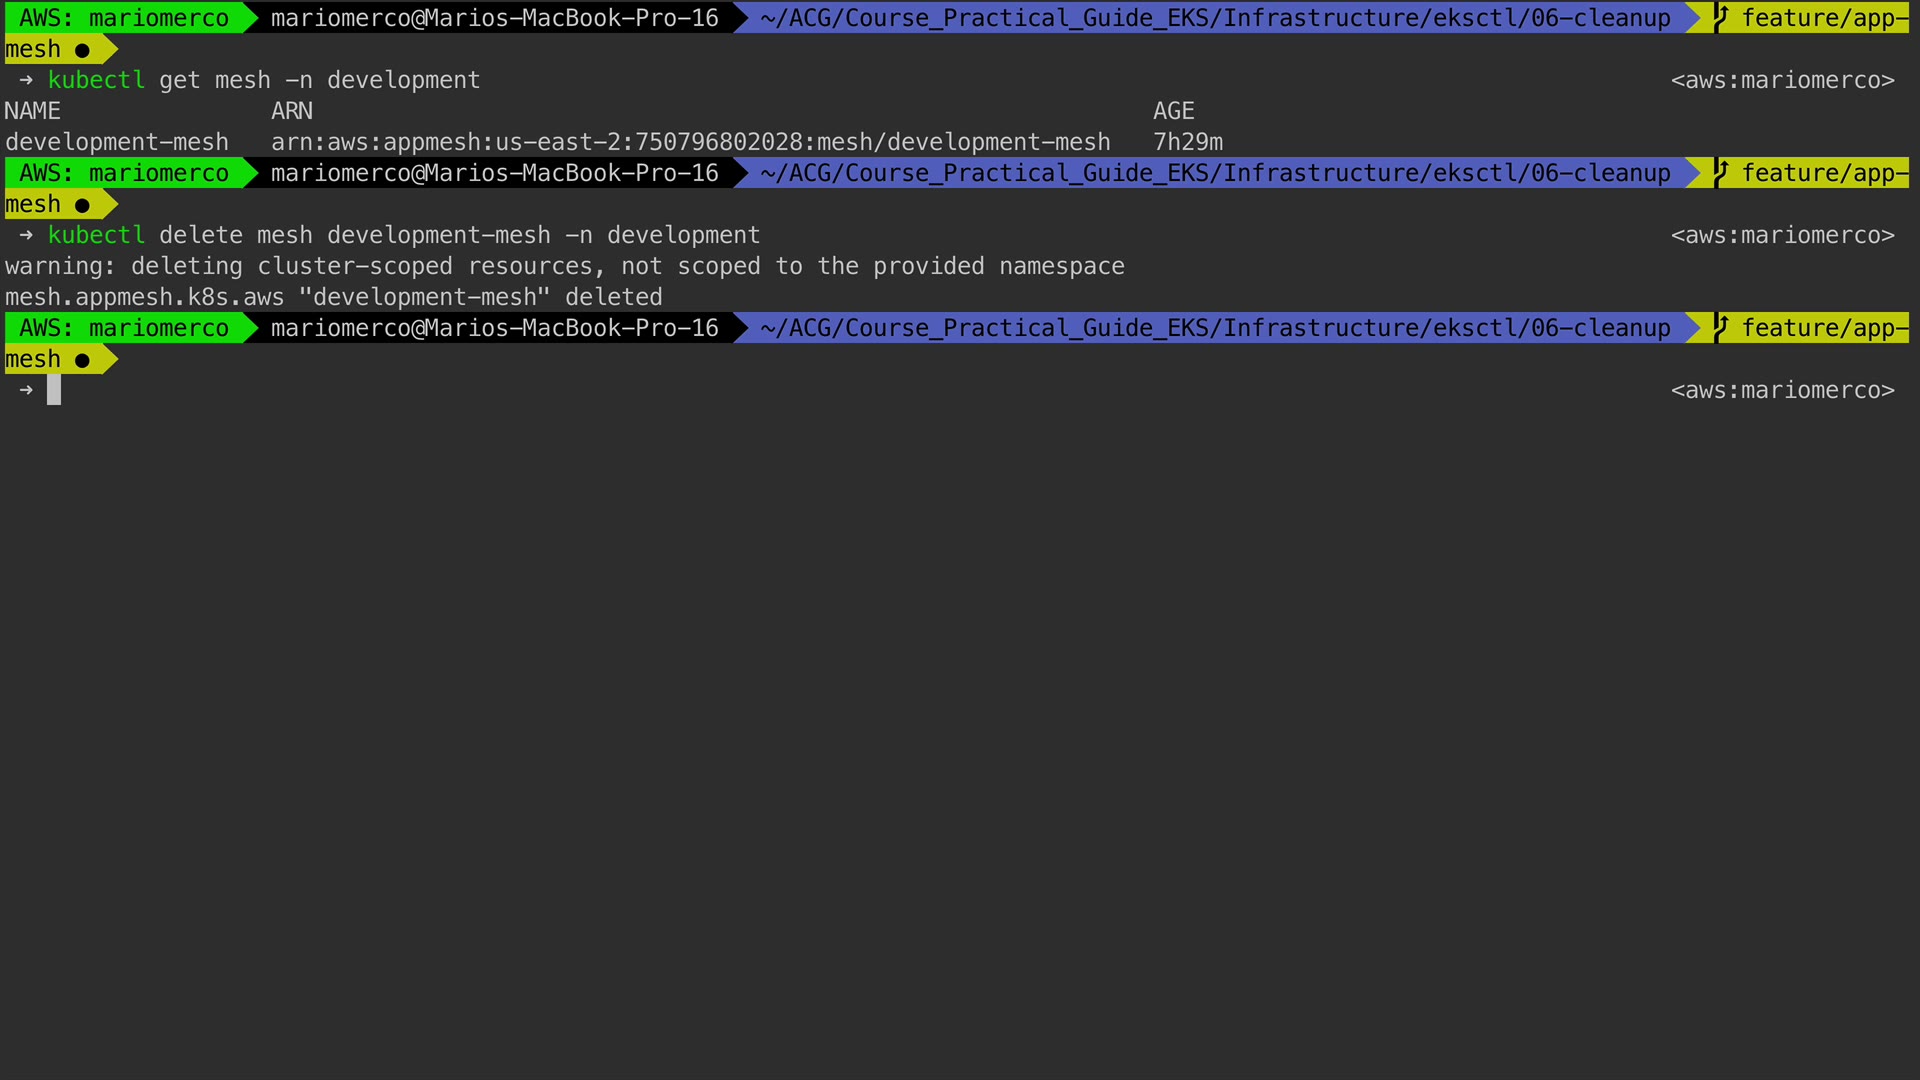 AWS: mariomerco mariomerco@Marios-MacBook-Pro-16 ~/ACG/Course_Practical_Guide_EKS/Infrastructure/eksctl/06-cleanup feature/app-
mesh ●
→ kubectl get mesh -n development <aws:mariomerco>
NAME ARN AGE
development-mesh arn:aws:appmesh:us-east-2:750796802028:mesh/development-mesh 7h29m
AWS: mariomerco mariomerco@Marios-MacBook-Pro-16 ~/ACG/Course_Practical_Guide_EKS/Infrastructure/eksctl/06-cleanup feature/app-
mesh ●
→ kubectl delete mesh development-mesh -n development <aws:mariomerco>
warning: deleting cluster-scoped resources, not scoped to the provided namespace
mesh.appmesh.k8s.aws "development-mesh" deleted
AWS: mariomerco mariomerco@Marios-MacBook-Pro-16 ~/ACG/Course_Practical_Guide_EKS/Infrastructure/eksctl/06-cleanup feature/app-
mesh ●
→ <aws:mariomerco>